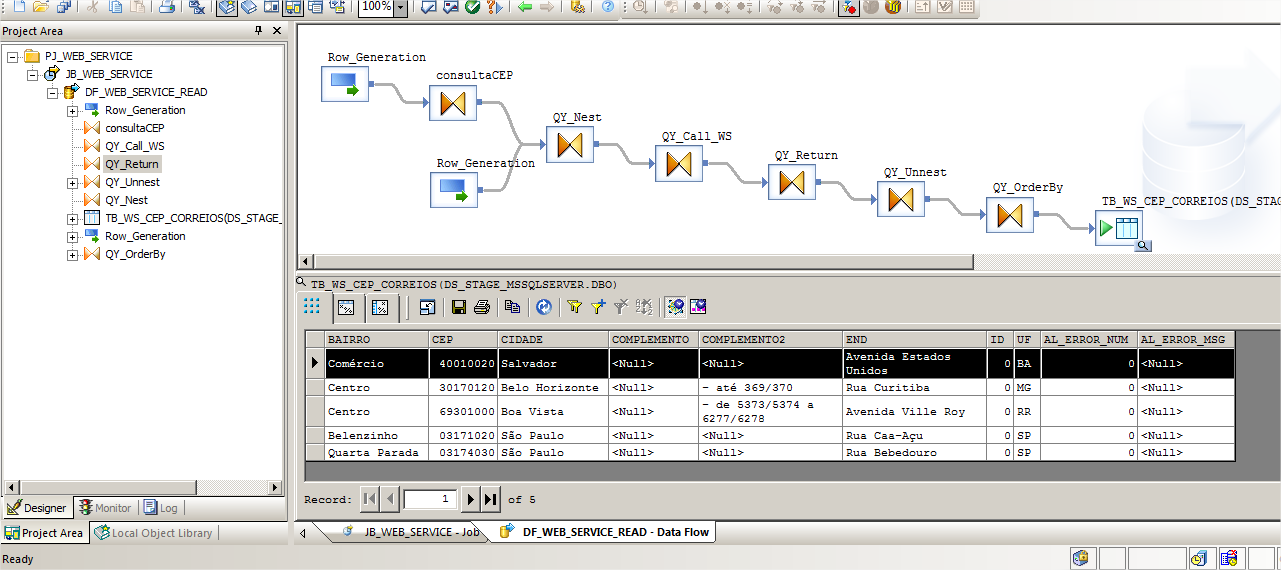 100%
Project Area
PJ_WEB_SERVICE
JB_WEB_SERVICE
DF_WEB_SERVICE_READ
Row_Generation
consultaCEP
QY_Call_WS
QY_Return
QY_Unnest
QY_Nest
TB_WS_CEP_CORREIOS(DS_STAGE_
Row_Generation
QY_OrderBy
Designer Monitor Log
Project Area Local Object Library
Row_Generation
consultaCEP
Row_Generation
QY_Nest
QY_Call_WS
QY_Return
QY_Unnest
QY_OrderBy
TB_WS_CEP_CORREIOS(DS_STAG
TB_WS_CEP_CORREIOS(DS_STAGE_MSSQLSERVER.DBO)
BAIRRO CEP CIDADE COMPLEMENTO COMPLEMENTO2 END ID UF AL_ERROR_NUM AL_ERROR_MSG
Comércio 40010020 Salvador <Null> <Null> Avenida Estados Unidos 0 BA 0 <Null>
Centro 30170120 Belo Horizonte <Null> - até 369/370 Rua Curitiba 0 MG 0 <Null>
Centro 69301000 Boa Vista <Null> - de 5373/5374 a 6277/6278 Avenida Ville Roy 0 RR 0 <Null>
Belenzinho 03171020 São Paulo <Null> <Null> Rua Caa-Açu 0 SP 0 <Null>
Quarta Parada 03174030 São Paulo <Null> <Null> Rua Bebedouro 0 SP 0 <Null>
Record: 1 of 5
JB_WEB_SERVICE - Job DF_WEB_SERVICE_READ - Data Flow
Ready